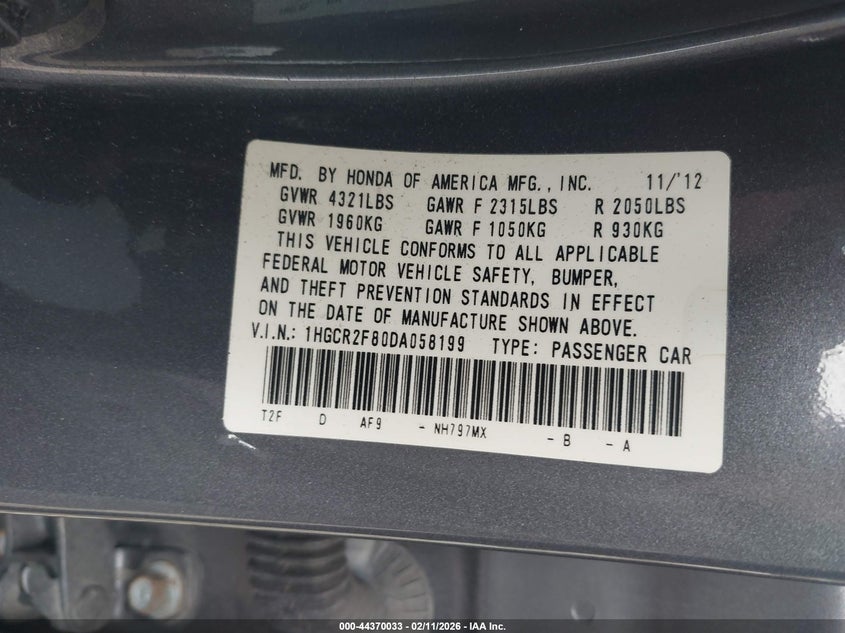 MFD. BY HONDA OF AMERICA MFG., INC. 11/'12
GVWR 4321LBS GAWR F 2315LBS R 2050LBS
GVWR 1960KG GAWR F 1050KG R 930KG
THIS VEHICLE CONFORMS TO ALL APPLICABLE
FEDERAL MOTOR VEHICLE SAFETY, BUMPER,
AND THEFT PREVENTION STANDARDS IN EFFECT
ON THE DATE OF MANUFACTURE SHOWN ABOVE.
V.I.N.: 1HGCR2F80DA058199 TYPE: PASSENGER CAR
T2F D AF9 - NH797MX - B - A
000-44370033 - 02/11/2026 - IAA Inc.